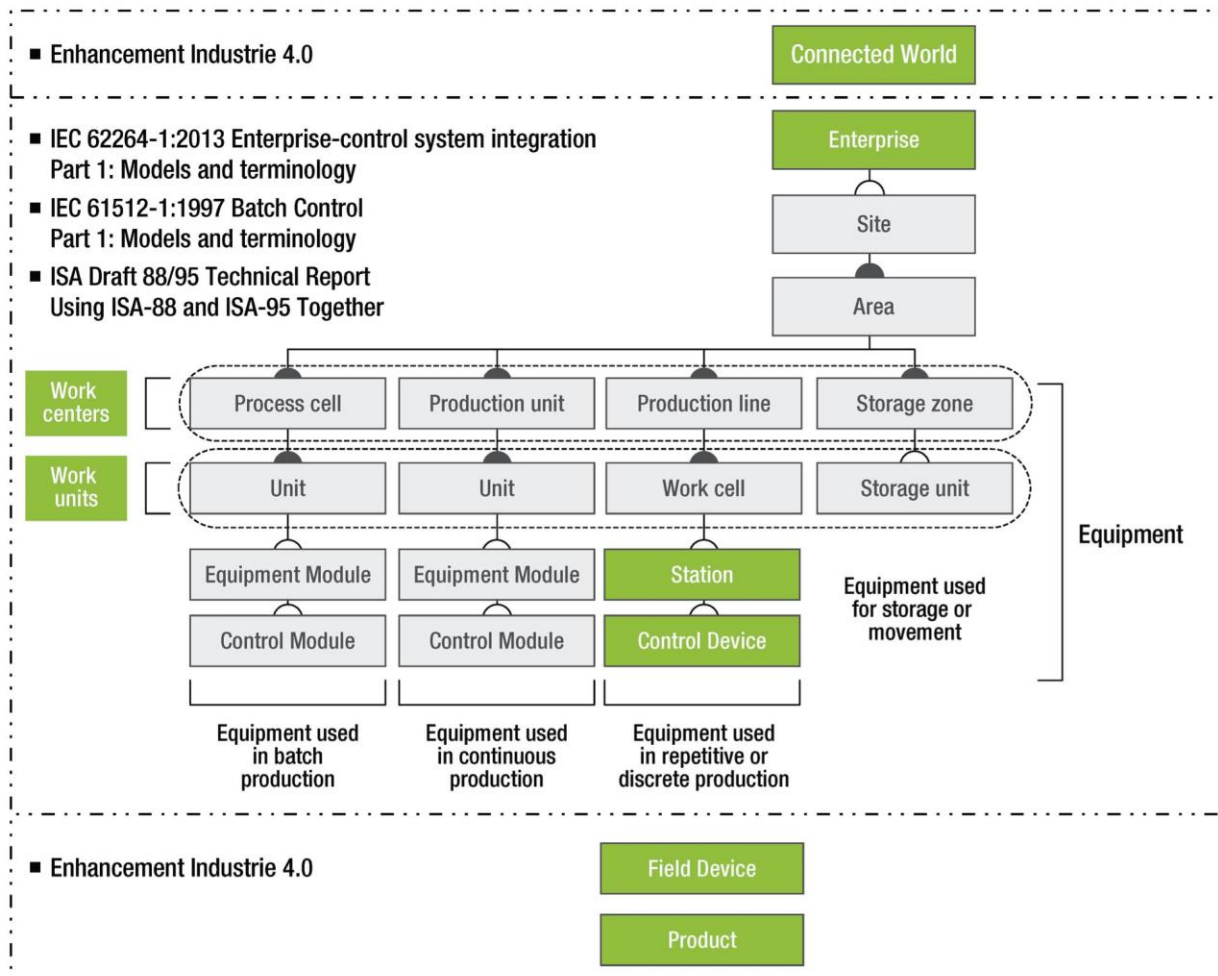 ■ Enhancement Industrie 4.0
Connected World
■ IEC 62264-1:2013 Enterprise-control system integration
Part 1: Models and terminology
■ IEC 61512-1:1997 Batch Control
Part 1: Models and terminology
■ ISA Draft 88/95 Technical Report
Using ISA-88 and ISA-95 Together
Enterprise
Site
Area
Work
centers
Process cell
Production unit
Production line
Storage zone
Work
units
Unit
Unit
Work cell
Storage unit
Equipment Module
Equipment Module
Station
Control Module
Control Module
Control Device
Equipment used
for storage or
movement
Equipment
Equipment used
in batch
production
Equipment used
in continuous
production
Equipment used
in repetitive or
discrete production
■ Enhancement Industrie 4.0
Field Device
Product